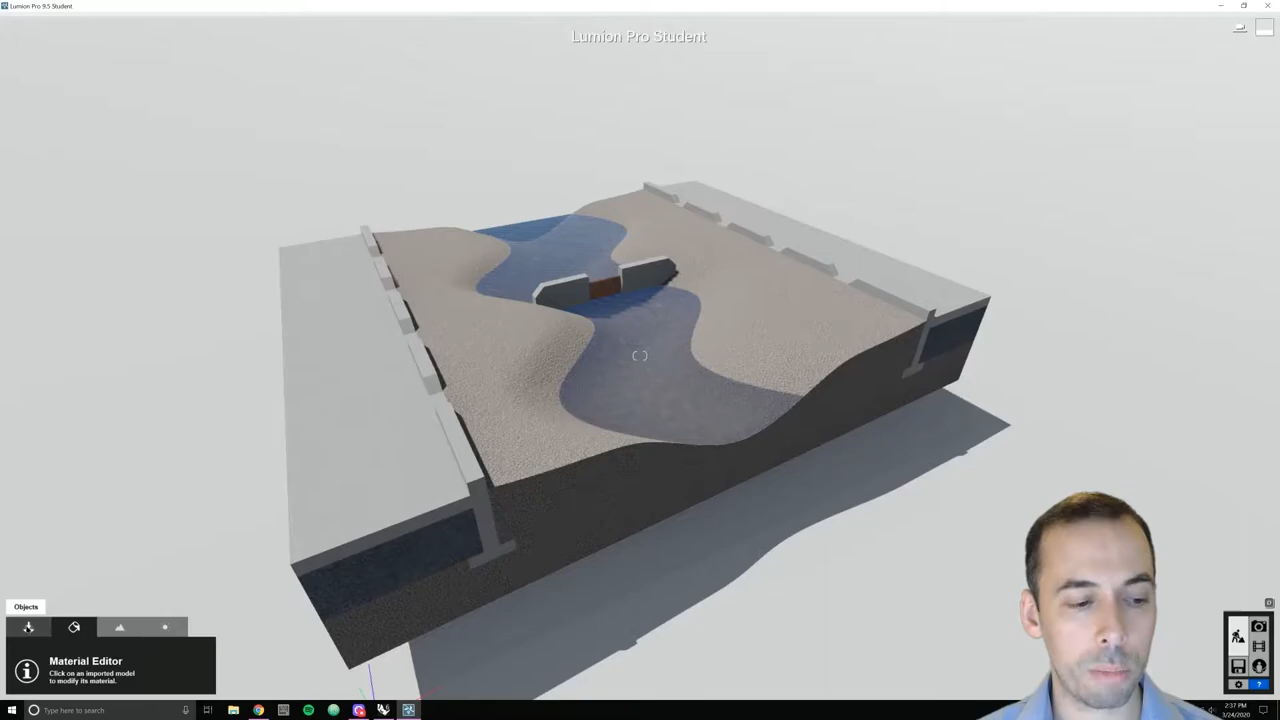 Lumion Pro 9.5 Student
Lumion Pro Student
Objects
Material Editor
Click on an imported model
to modify its material.
?
Type here to search
2:37 PM
3/24/2020